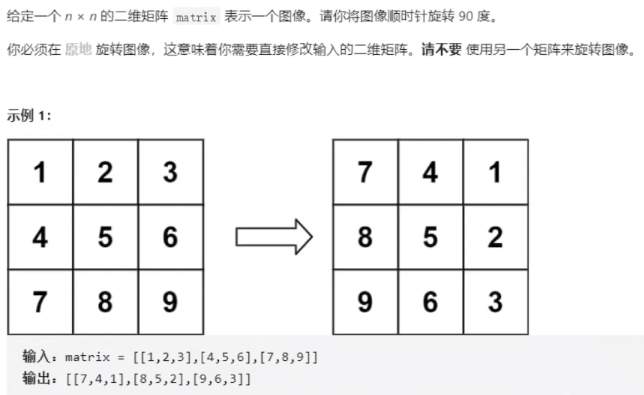 给定一个 n × n 的二维矩阵 matrix 表示一个图像。请你将图像顺时针旋转 90 度。
你必须在 原地 旋转图像，这意味着你需要直接修改输入的二维矩阵。请不要 使用另一个矩阵来旋转图像。
示例 1：
1 2 3 7 4 1
4 5 6 8 5 2
7 8 9 9 6 3
输入：matrix = [[1,2,3],[4,5,6],[7,8,9]]
输出：[[7,4,1],[8,5,2],[9,6,3]]